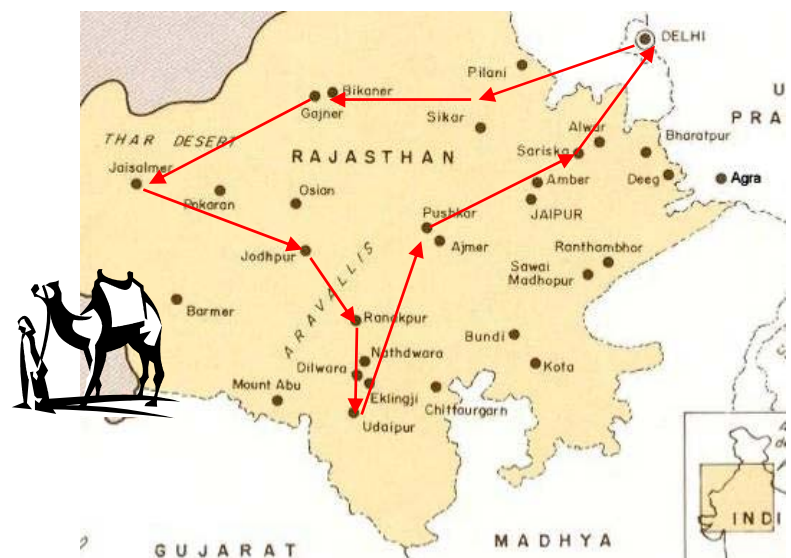 DELHI
Pilani
U
PRA
Bikaner
Gajner
Sikar
Alwar
Bharatpur
THAR DESERT
Sariska
RAJASTHAN
Jaisalmer
Amber
Deeg
Agra
Pokaran
Osian
JAIPUR
Pushkar
Ajmer
Jodhpur
Ranthambhor
Sawai
Madhopur
ARAVALLIS
Barmer
Ranakpur
Bundi
Nathdwara
Dilwara
Kota
Mount Abu
Eklingji
Chittaurgarh
Udaipur
INDI
GUJARAT
MADHYA